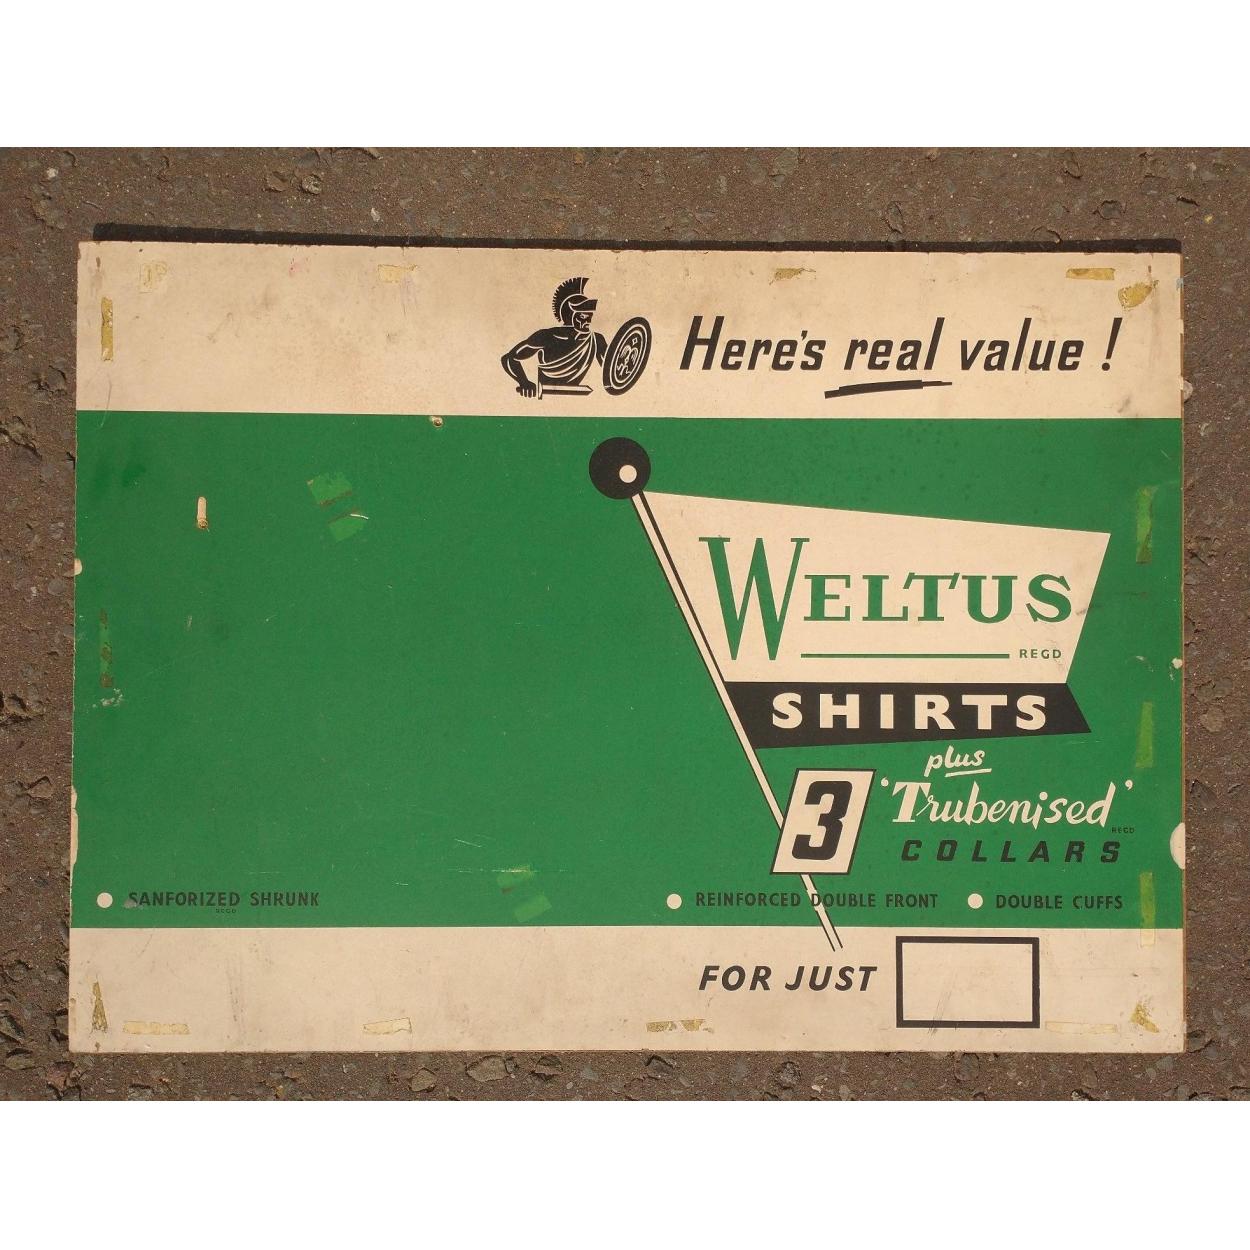 Here's real value !
WELTUS
REGD
SHIRTS
plus
3 'Trubenised'
REGD
COLLARS
SANFORIZED SHRUNK
REGD
REINFORCED DOUBLE FRONT
DOUBLE CUFFS
FOR JUST